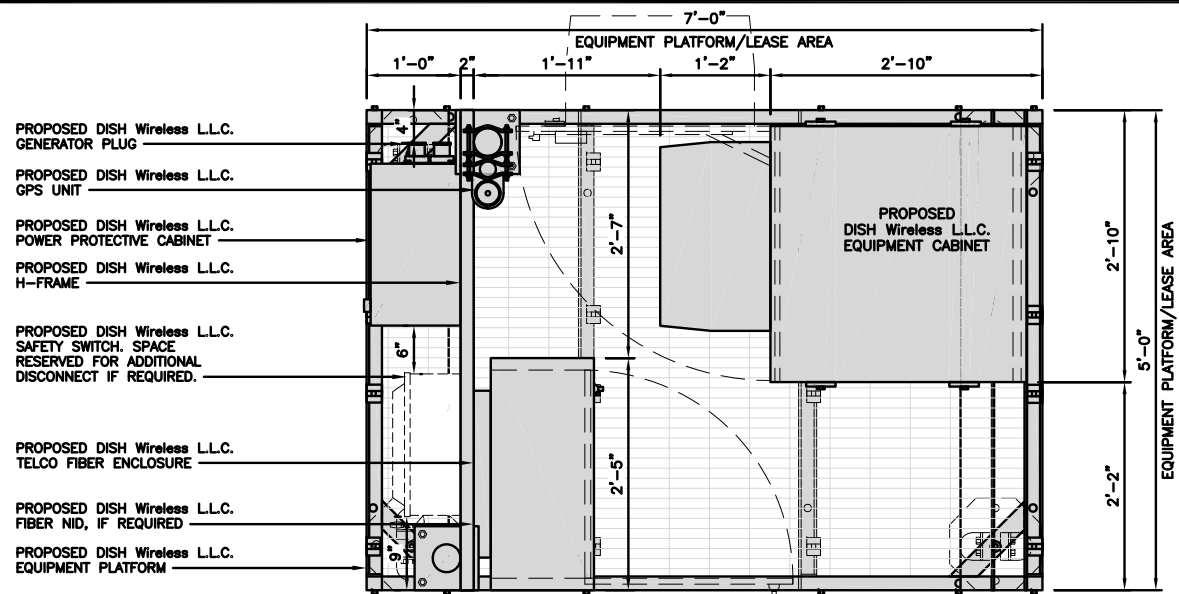 7'-0"
EQUIPMENT PLATFORM/LEASE AREA
1'-0"
2"
1'-11"
1'-2"
2'-10"
PROPOSED DISH Wireless L.L.C.
GENERATOR PLUG
PROPOSED DISH Wireless L.L.C.
GPS UNIT
PROPOSED DISH Wireless L.L.C.
POWER PROTECTIVE CABINET
PROPOSED DISH Wireless L.L.C.
H-FRAME
PROPOSED DISH Wireless L.L.C.
SAFETY SWITCH. SPACE
RESERVED FOR ADDITIONAL
DISCONNECT IF REQUIRED.
PROPOSED DISH Wireless L.L.C.
TELCO FIBER ENCLOSURE
PROPOSED DISH Wireless L.L.C.
FIBER NID, IF REQUIRED
PROPOSED DISH Wireless L.L.C.
EQUIPMENT PLATFORM
4"
6"
9"
2'-7"
2'-5"
PROPOSED
DISH Wireless L.L.C.
EQUIPMENT CABINET
2'-10"
2'-2"
5'-0"
EQUIPMENT PLATFORM/LEASE AREA